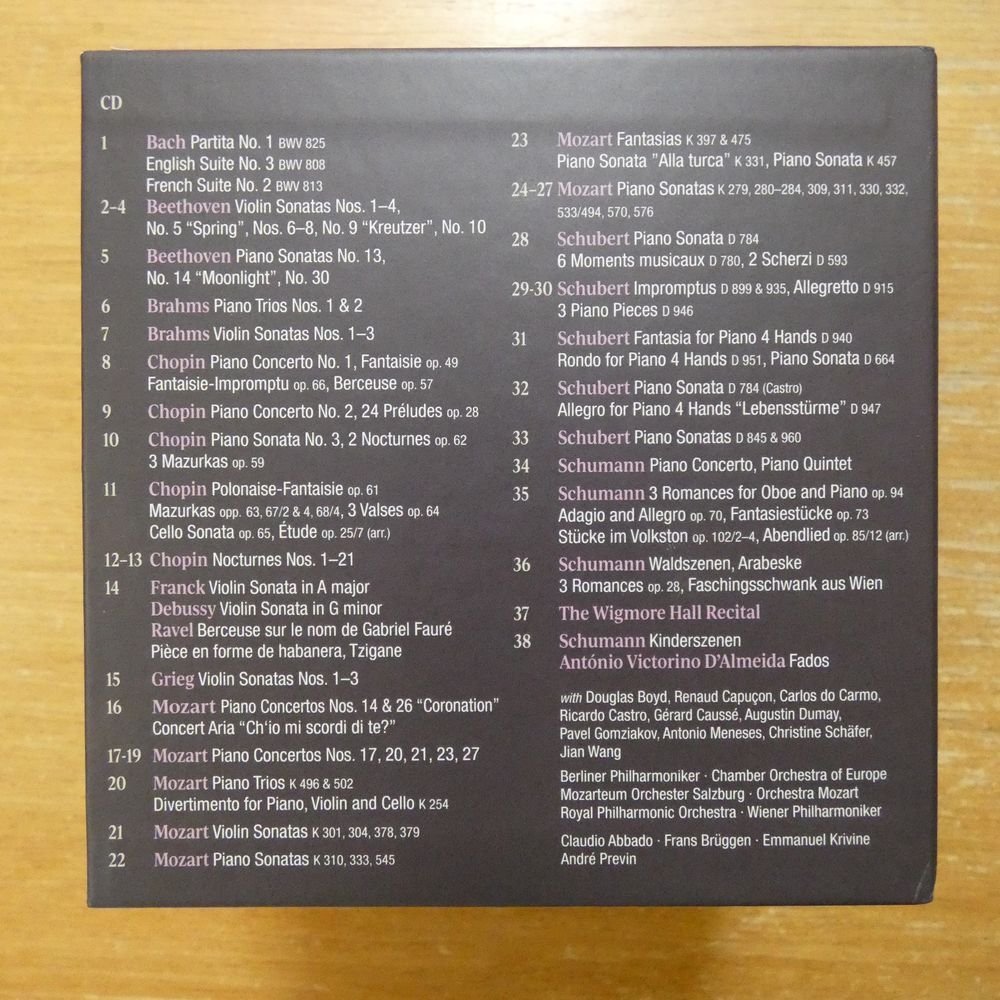 CD
1 Bach Partita No. 1 BWV 825
English Suite No. 3 BWV 808
French Suite No. 2 BWV 813
2–4 Beethoven Violin Sonatas Nos. 1–4,
No. 5 “Spring”, Nos. 6–8, No. 9 “Kreutzer”, No. 10
5 Beethoven Piano Sonatas No. 13,
No. 14 “Moonlight”, No. 30
6 Brahms Piano Trios Nos. 1 & 2
7 Brahms Violin Sonatas Nos. 1–3
8 Chopin Piano Concerto No. 1, Fantaisie op. 49
Fantaisie-Impromptu op. 66, Berceuse op. 57
9 Chopin Piano Concerto No. 2, 24 Préludes op. 28
10 Chopin Piano Sonata No. 3, 2 Nocturnes op. 62
3 Mazurkas op. 59
11 Chopin Polonaise-Fantaisie op. 61
Mazurkas opp. 63, 67/2 & 4, 68/4, 3 Valses op. 64
Cello Sonata op. 65, Étude op. 25/7 (arr.)
12–13 Chopin Nocturnes Nos. 1–21
14 Franck Violin Sonata in A major
Debussy Violin Sonata in G minor
Ravel Berceuse sur le nom de Gabriel Fauré
Pièce en forme de habanera, Tzigane
15 Grieg Violin Sonatas Nos. 1–3
16 Mozart Piano Concertos Nos. 14 & 26 “Coronation”
Concert Aria “Ch‘io mi scordi di te?”
17-19 Mozart Piano Concertos Nos. 17, 20, 21, 23, 27
20 Mozart Piano Trios K 496 & 502
Divertimento for Piano, Violin and Cello K 254
21 Mozart Violin Sonatas K 301, 304, 378, 379
22 Mozart Piano Sonatas K 310, 333, 545
23 Mozart Fantasias K 397 & 475
Piano Sonata ”Alla turca” K 331, Piano Sonata K 457
24–27 Mozart Piano Sonatas K 279, 280–284, 309, 311, 330, 332,
533/494, 570, 576
28 Schubert Piano Sonata D 784
6 Moments musicaux D 780, 2 Scherzi D 593
29-30 Schubert Impromptus D 899 & 935, Allegretto D 915
3 Piano Pieces D 946
31 Schubert Fantasia for Piano 4 Hands D 940
Rondo for Piano 4 Hands D 951, Piano Sonata D 664
32 Schubert Piano Sonata D 784 (Castro)
Allegro for Piano 4 Hands “Lebensstürme” D 947
33 Schubert Piano Sonatas D 845 & 960
34 Schumann Piano Concerto, Piano Quintet
35 Schumann 3 Romances for Oboe and Piano op. 94
Adagio and Allegro op. 70, Fantasiestücke op. 73
Stücke im Volkston op. 102/2–4, Abendlied op. 85/12 (arr.)
36 Schumann Waldszenen, Arabeske
3 Romances op. 28, Faschingsschwank aus Wien
37 The Wigmore Hall Recital
38 Schumann Kinderszenen
António Victorino D’Almeida Fados
with Douglas Boyd, Renaud Capuçon, Carlos do Carmo,
Ricardo Castro, Gérard Caussé, Augustin Dumay,
Pavel Gomziakov, Antonio Meneses, Christine Schäfer,
Jian Wang
Berliner Philharmoniker · Chamber Orchestra of Europe
Mozarteum Orchester Salzburg · Orchestra Mozart
Royal Philharmonic Orchestra · Wiener Philharmoniker
Claudio Abbado · Frans Brüggen · Emmanuel Krivine
André Previn